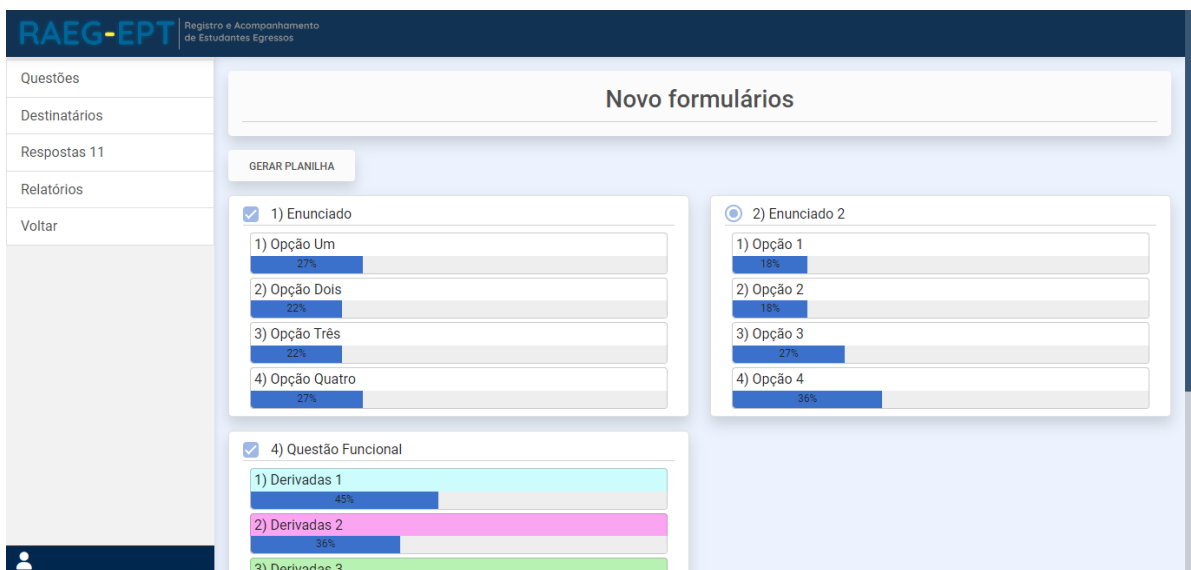 RAEG-EPT
Registro e Acompanhamento
de Estudantes Egressos
Questões
Destinatários
Respostas 11
Relatórios
Voltar
Novo formulários
GERAR PLANILHA
1) Enunciado
1) Opção Um
27%
2) Opção Dois
22%
3) Opção Três
22%
4) Opção Quatro
27%
2) Enunciado 2
1) Opção 1
18%
2) Opção 2
18%
3) Opção 3
27%
4) Opção 4
36%
4) Questão Funcional
1) Derivadas 1
45%
2) Derivadas 2
36%
3) Derivadas 3